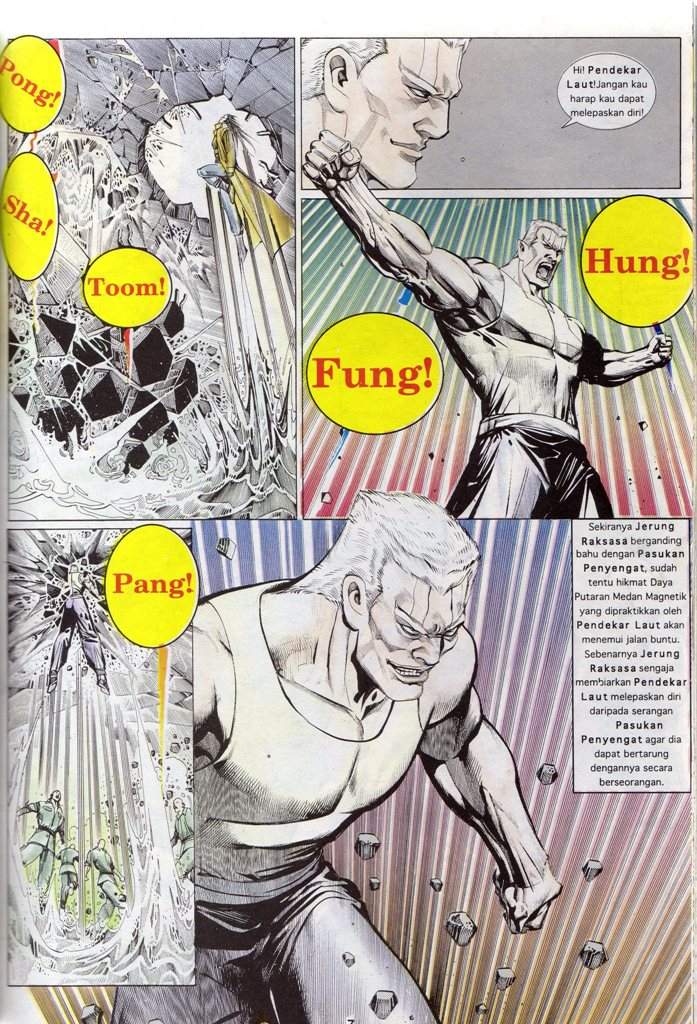 Pong!
Sha!
Toom!
Hi! Pendekar
Laut!Jangan kau
harap kau dapat
melepaskan diri!
Hung!
Fung!
Pang!
Sekiranya Jerung
Raksasa berganding
bahu dengan Pasukan
Penyengat, sudah
tentu hikmat Daya
Putaran Medan Magnetik
yang dipraktikkan oleh
Pendekar Laut akan
menemui jalan buntu.
Sebenarnya Jerung
Raksasa sengaja
membiarkan Pendekar
Laut melepaskan diri
daripada serangan
Pasukan
Penyengat agar dia
dapat bertarung
dengannya secara
berseorangan.
7